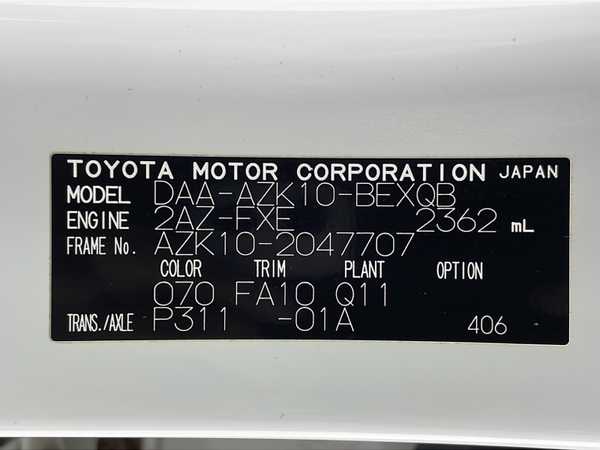 TOYOTA MOTOR CORPORATION JAPAN
MODEL DAA-AZK10-BEXQB
ENGINE 2AZ-FXE 2362 mL
FRAME No. AZK10-2047707
COLOR TRIM PLANT OPTION
070 FA10 Q11
TRANS./AXLE P311 -01A 406